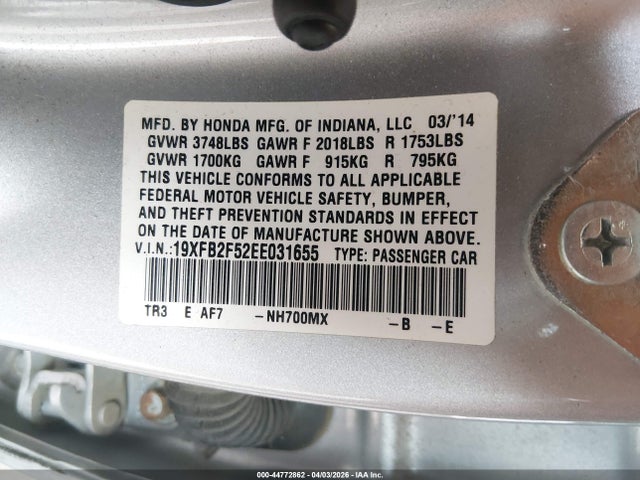 MFD. BY HONDA MFG. OF INDIANA, LLC 03/'14
GVWR 3748LBS GAWR F 2018LBS R 1753LBS
GVWR 1700KG GAWR F 915KG R 795KG
THIS VEHICLE CONFORMS TO ALL APPLICABLE
FEDERAL MOTOR VEHICLE SAFETY, BUMPER,
AND THEFT PREVENTION STANDARDS IN EFFECT
ON THE DATE OF MANUFACTURE SHOWN ABOVE.
V.I.N.:19XFB2F52EE031655 TYPE: PASSENGER CAR
TR3 E AF7 -NH700MX -B -E
000-44772862 04/03/2026 IAA Inc.